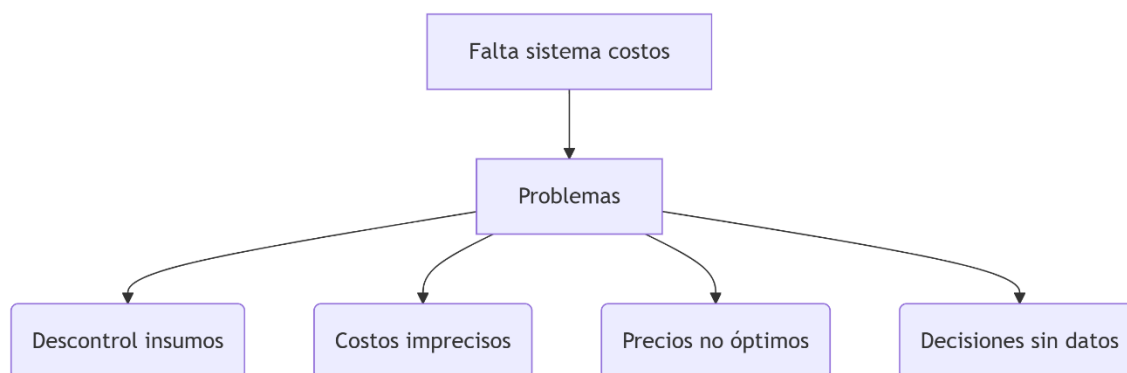 Falta sistema costos
Problemas
Descontrol insumos
Costos imprecisos
Precios no óptimos
Decisiones sin datos